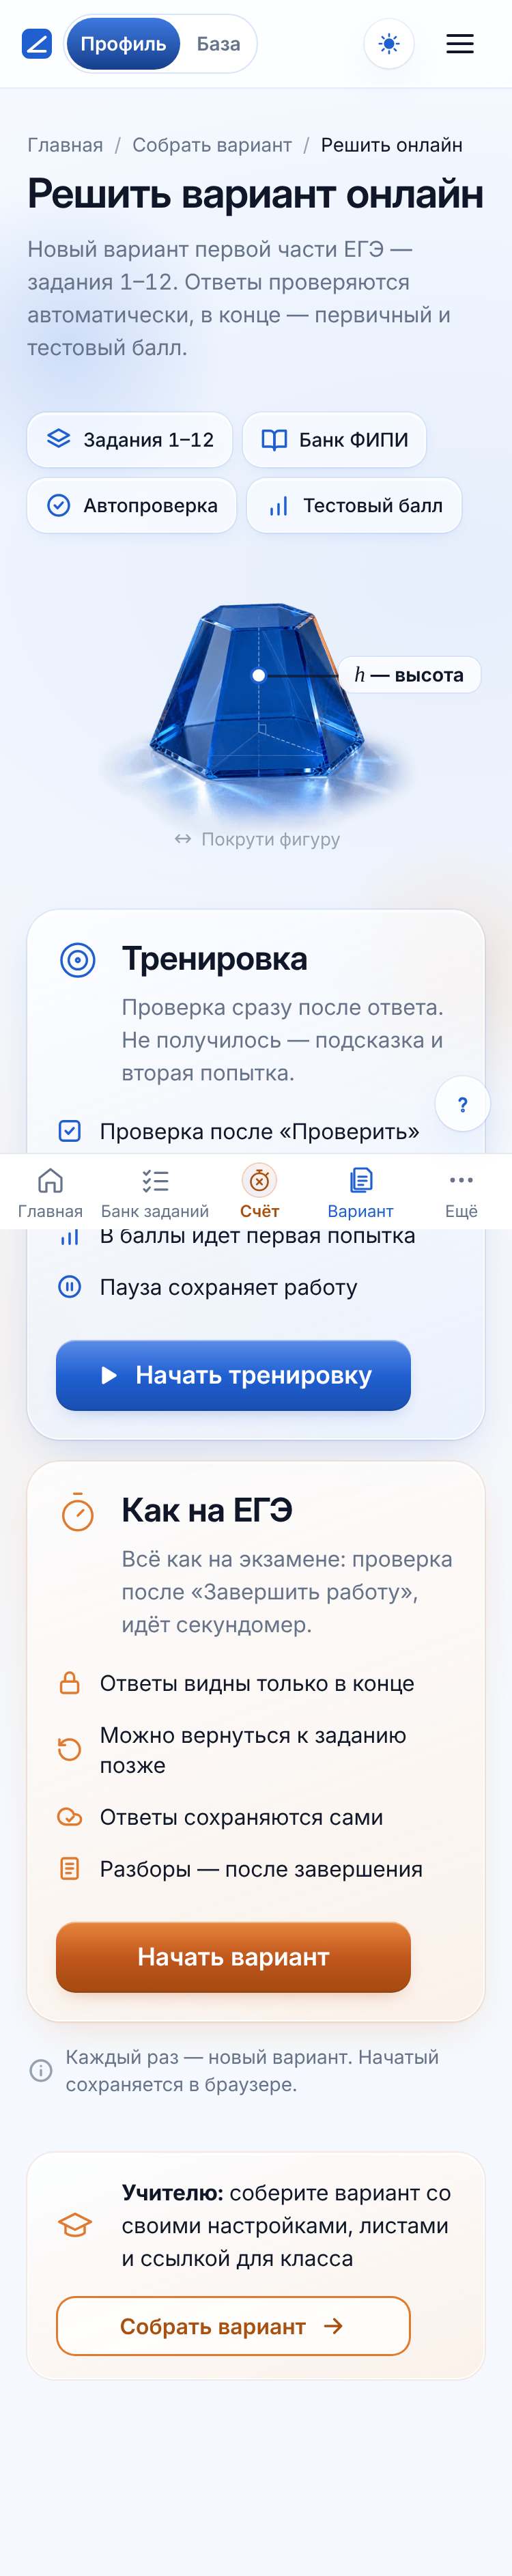 Профиль База
Главная / Собрать вариант / Решить онлайн
Решить вариант онлайн
Новый вариант первой части ЕГЭ —
задания 1–12. Ответы проверяются
автоматически, в конце — первичный и
тестовый балл.
Задания 1–12 Банк ФИПИ
Автопроверка Тестовый балл
h — высота
Покрути фигуру
Тренировка
Проверка сразу после ответа.
Не получилось — подсказка и
вторая попытка.
?
Проверка после «Проверить»
Главная Банк заданий Счёт Вариант Ещё
В баллы идёт первая попытка
Пауза сохраняет работу
Начать тренировку
Как на ЕГЭ
Всё как на экзамене: проверка
после «Завершить работу»,
идёт секундомер.
Ответы видны только в конце
Можно вернуться к заданию
позже
Ответы сохраняются сами
Разборы — после завершения
Начать вариант
Каждый раз — новый вариант. Начатый
сохраняется в браузере.
Учителю: соберите вариант со
своими настройками, листами
и ссылкой для класса
Собрать вариант →